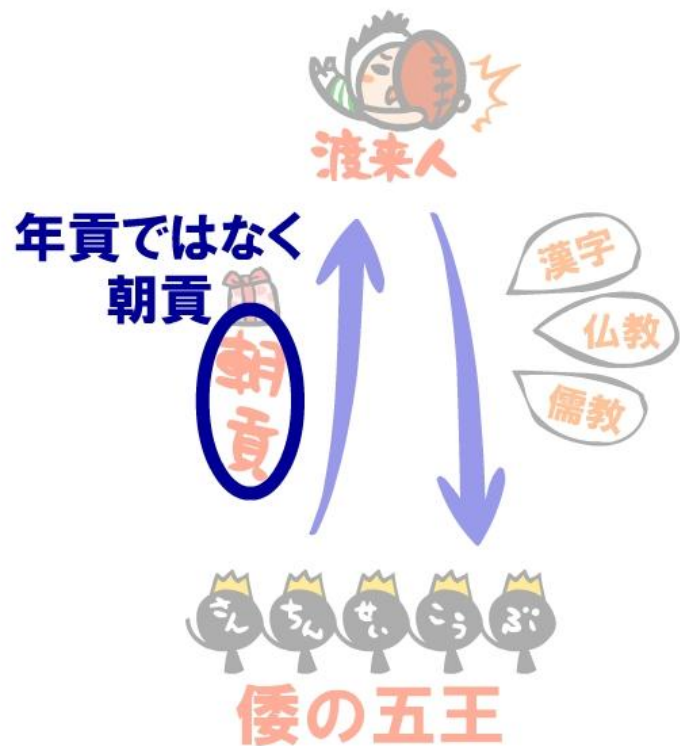 渡来人
年貢ではなく
朝貢
朝貢
漢字
仏教
儒教
さん ちん せい こう ぶ
倭の五王